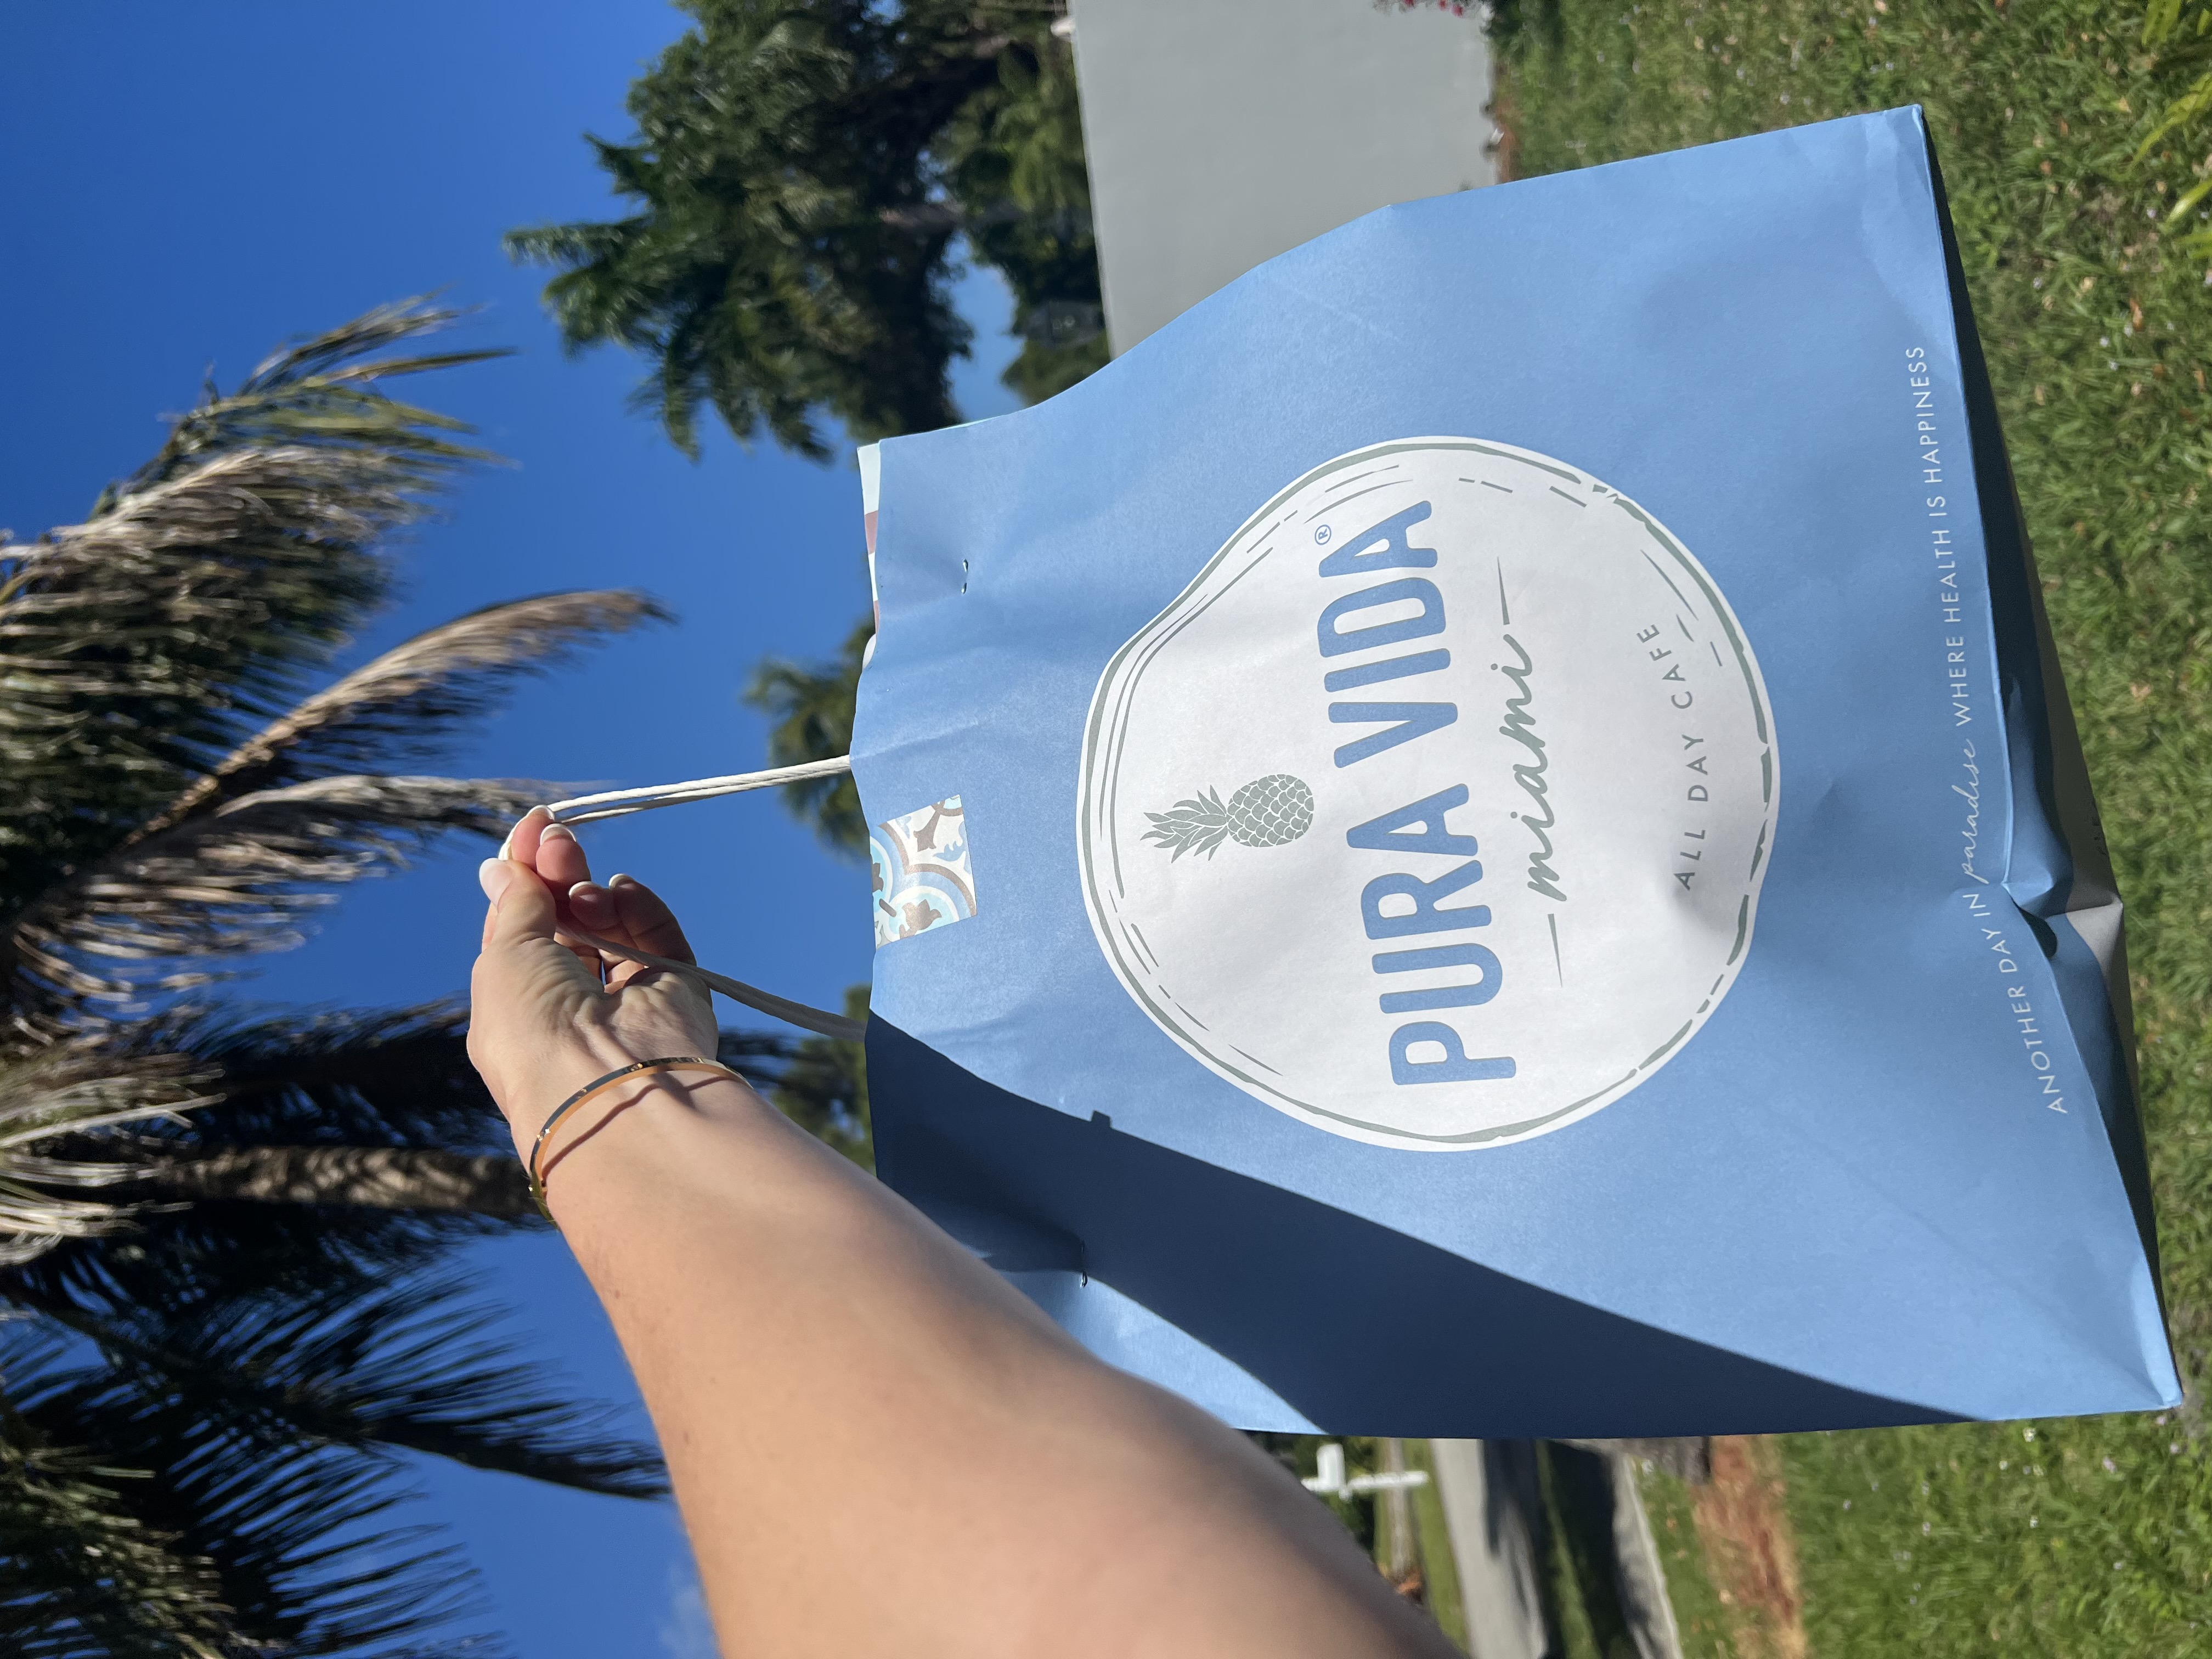 PURA VIDA®
miami
ALL DAY CAFE
ANOTHER DAY IN paradise WHERE HEALTH IS HAPPINESS